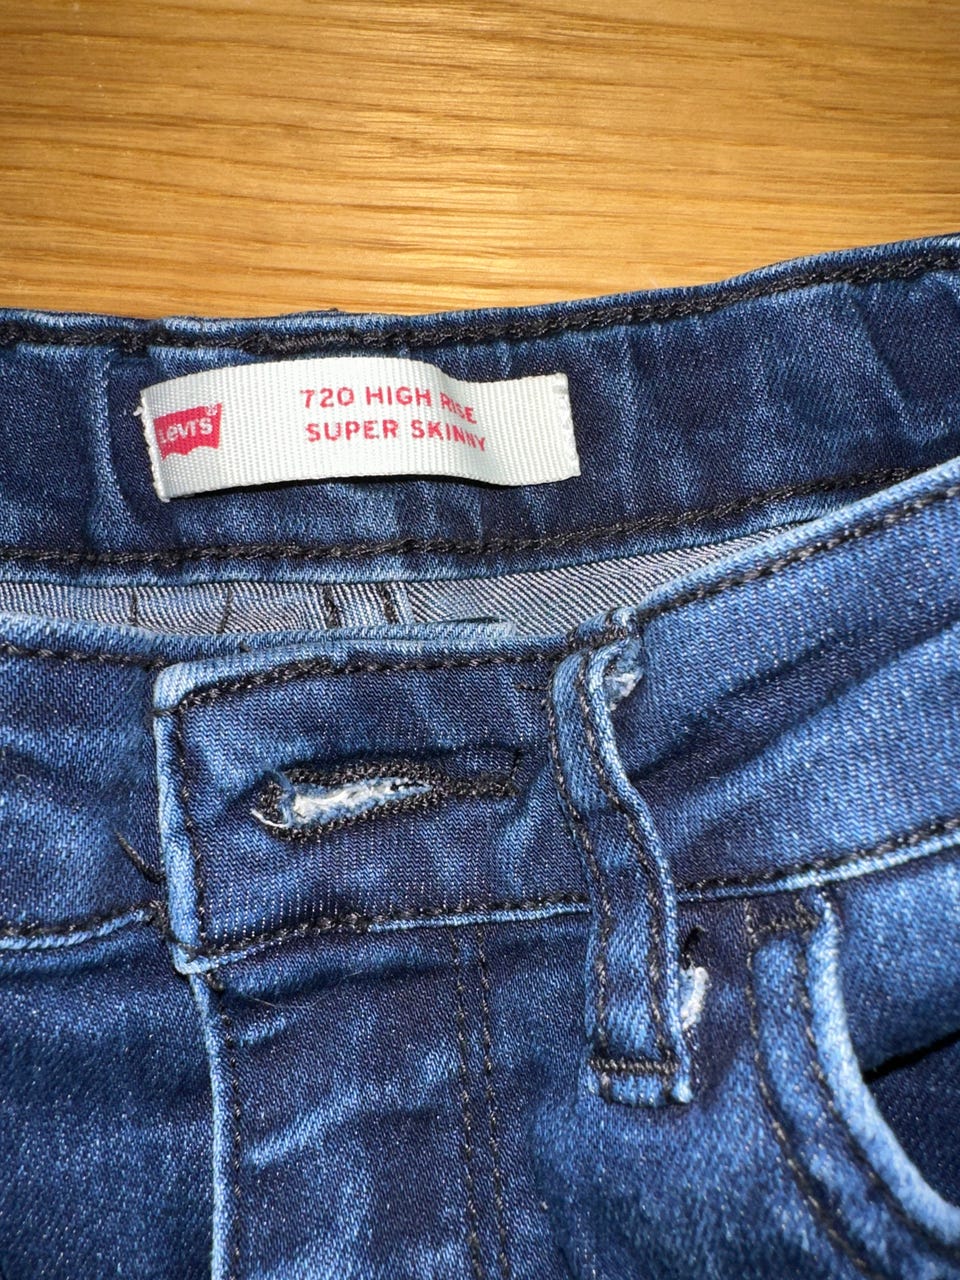 Levi's
720 HIGH RISE
SUPER SKINNY